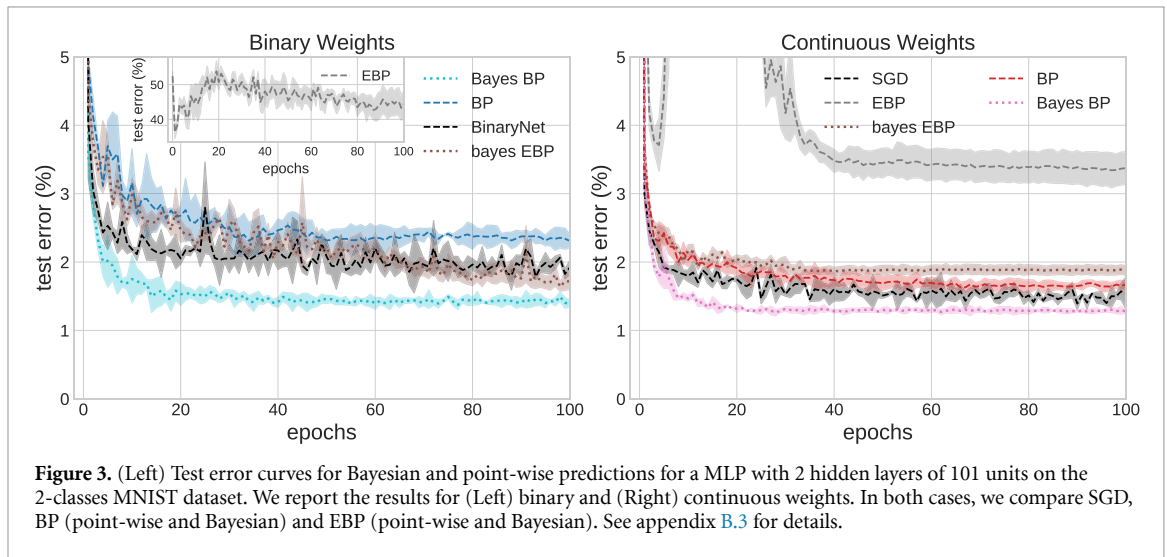 Binary Weights
5
4
3
2
1
0
test error (%)
0 20 40 60 80 100
epochs
test error (%)
50
40
0 20 40 60 80 100
epochs
EBP
Bayes BP
BP
BinaryNet
bayes EBP
Continuous Weights
5
4
3
2
1
0
test error (%)
0 20 40 60 80 100
epochs
SGD
EBP
bayes EBP
BP
Bayes BP
Figure 3. (Left) Test error curves for Bayesian and point-wise predictions for a MLP with 2 hidden layers of 101 units on the
2-classes MNIST dataset. We report the results for (Left) binary and (Right) continuous weights. In both cases, we compare SGD,
BP (point-wise and Bayesian) and EBP (point-wise and Bayesian). See appendix B.3 for details.